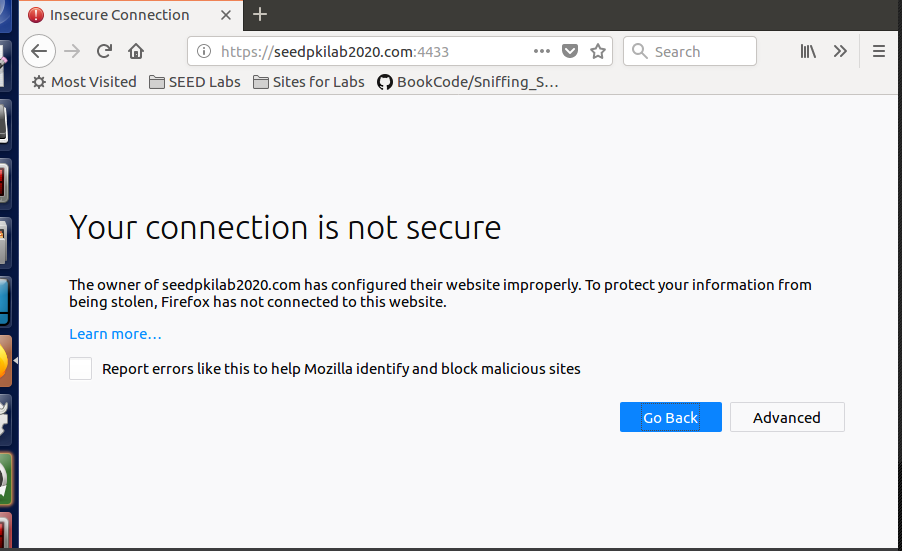 Insecure Connection
https://seedpkilab2020.com:4433
Search
Most Visited SEED Labs Sites for Labs BookCode/Sniffing_S…
Your connection is not secure
The owner of seedpkilab2020.com has configured their website improperly. To protect your information from
being stolen, Firefox has not connected to this website.
Learn more…
Report errors like this to help Mozilla identify and block malicious sites
Go Back Advanced